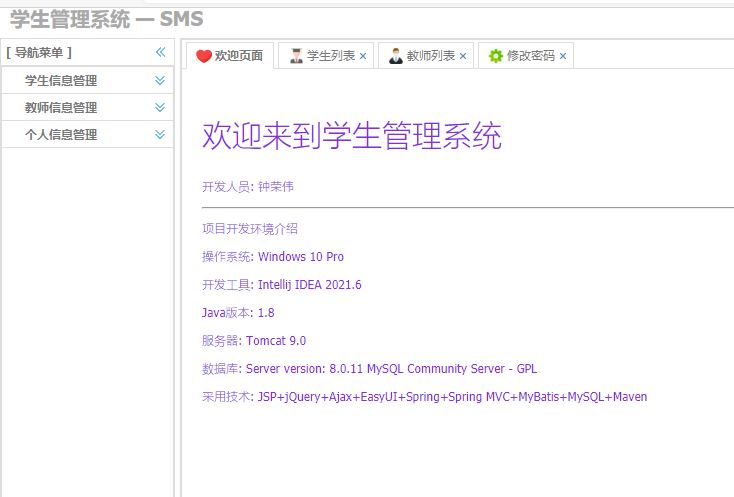 学生管理系统 — SMS
[ 导航菜单 ]
学生信息管理
教师信息管理
个人信息管理
欢迎页面 学生列表 × 教师列表 × 修改密码 ×
欢迎来到学生管理系统
开发人员: 钟荣伟
项目开发环境介绍
操作系统: Windows 10 Pro
开发工具: Intellij IDEA 2021.6
Java版本: 1.8
服务器: Tomcat 9.0
数据库: Server version: 8.0.11 MySQL Community Server - GPL
采用技术: JSP+jQuery+Ajax+EasyUI+Spring+Spring MVC+MyBatis+MySQL+Maven